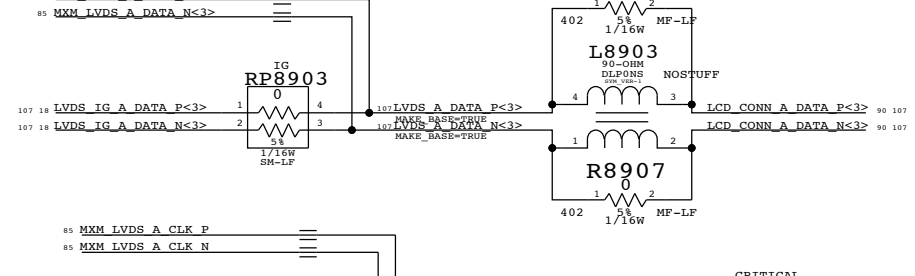 85 MXM_LVDS_A_DATA_N<3>
1 2
402 5% MF-LF
1/16W
L8903
90-OHM
DLP0NS
SYM_VER-1
NOSTUFF
IG
RP8903
0
107 18 LVDS_IG_A_DATA_P<3> 1 4 107 LVDS_A_DATA_P<3> 4 3 LCD_CONN_A_DATA_P<3> 90 107
MAKE_BASE=TRUE
107 18 LVDS_IG_A_DATA_N<3> 2 3 107 LVDS_A_DATA_N<3> LCD_CONN_A_DATA_N<3> 90 107
MAKE_BASE=TRUE
1 2
5%
1/16W
SM-LF
R8907
0
1 2
402 5% MF-LF
1/16W
85 MXM_LVDS_A_CLK_P
85 MXM_LVDS_A_CLK_N
CRITICAL